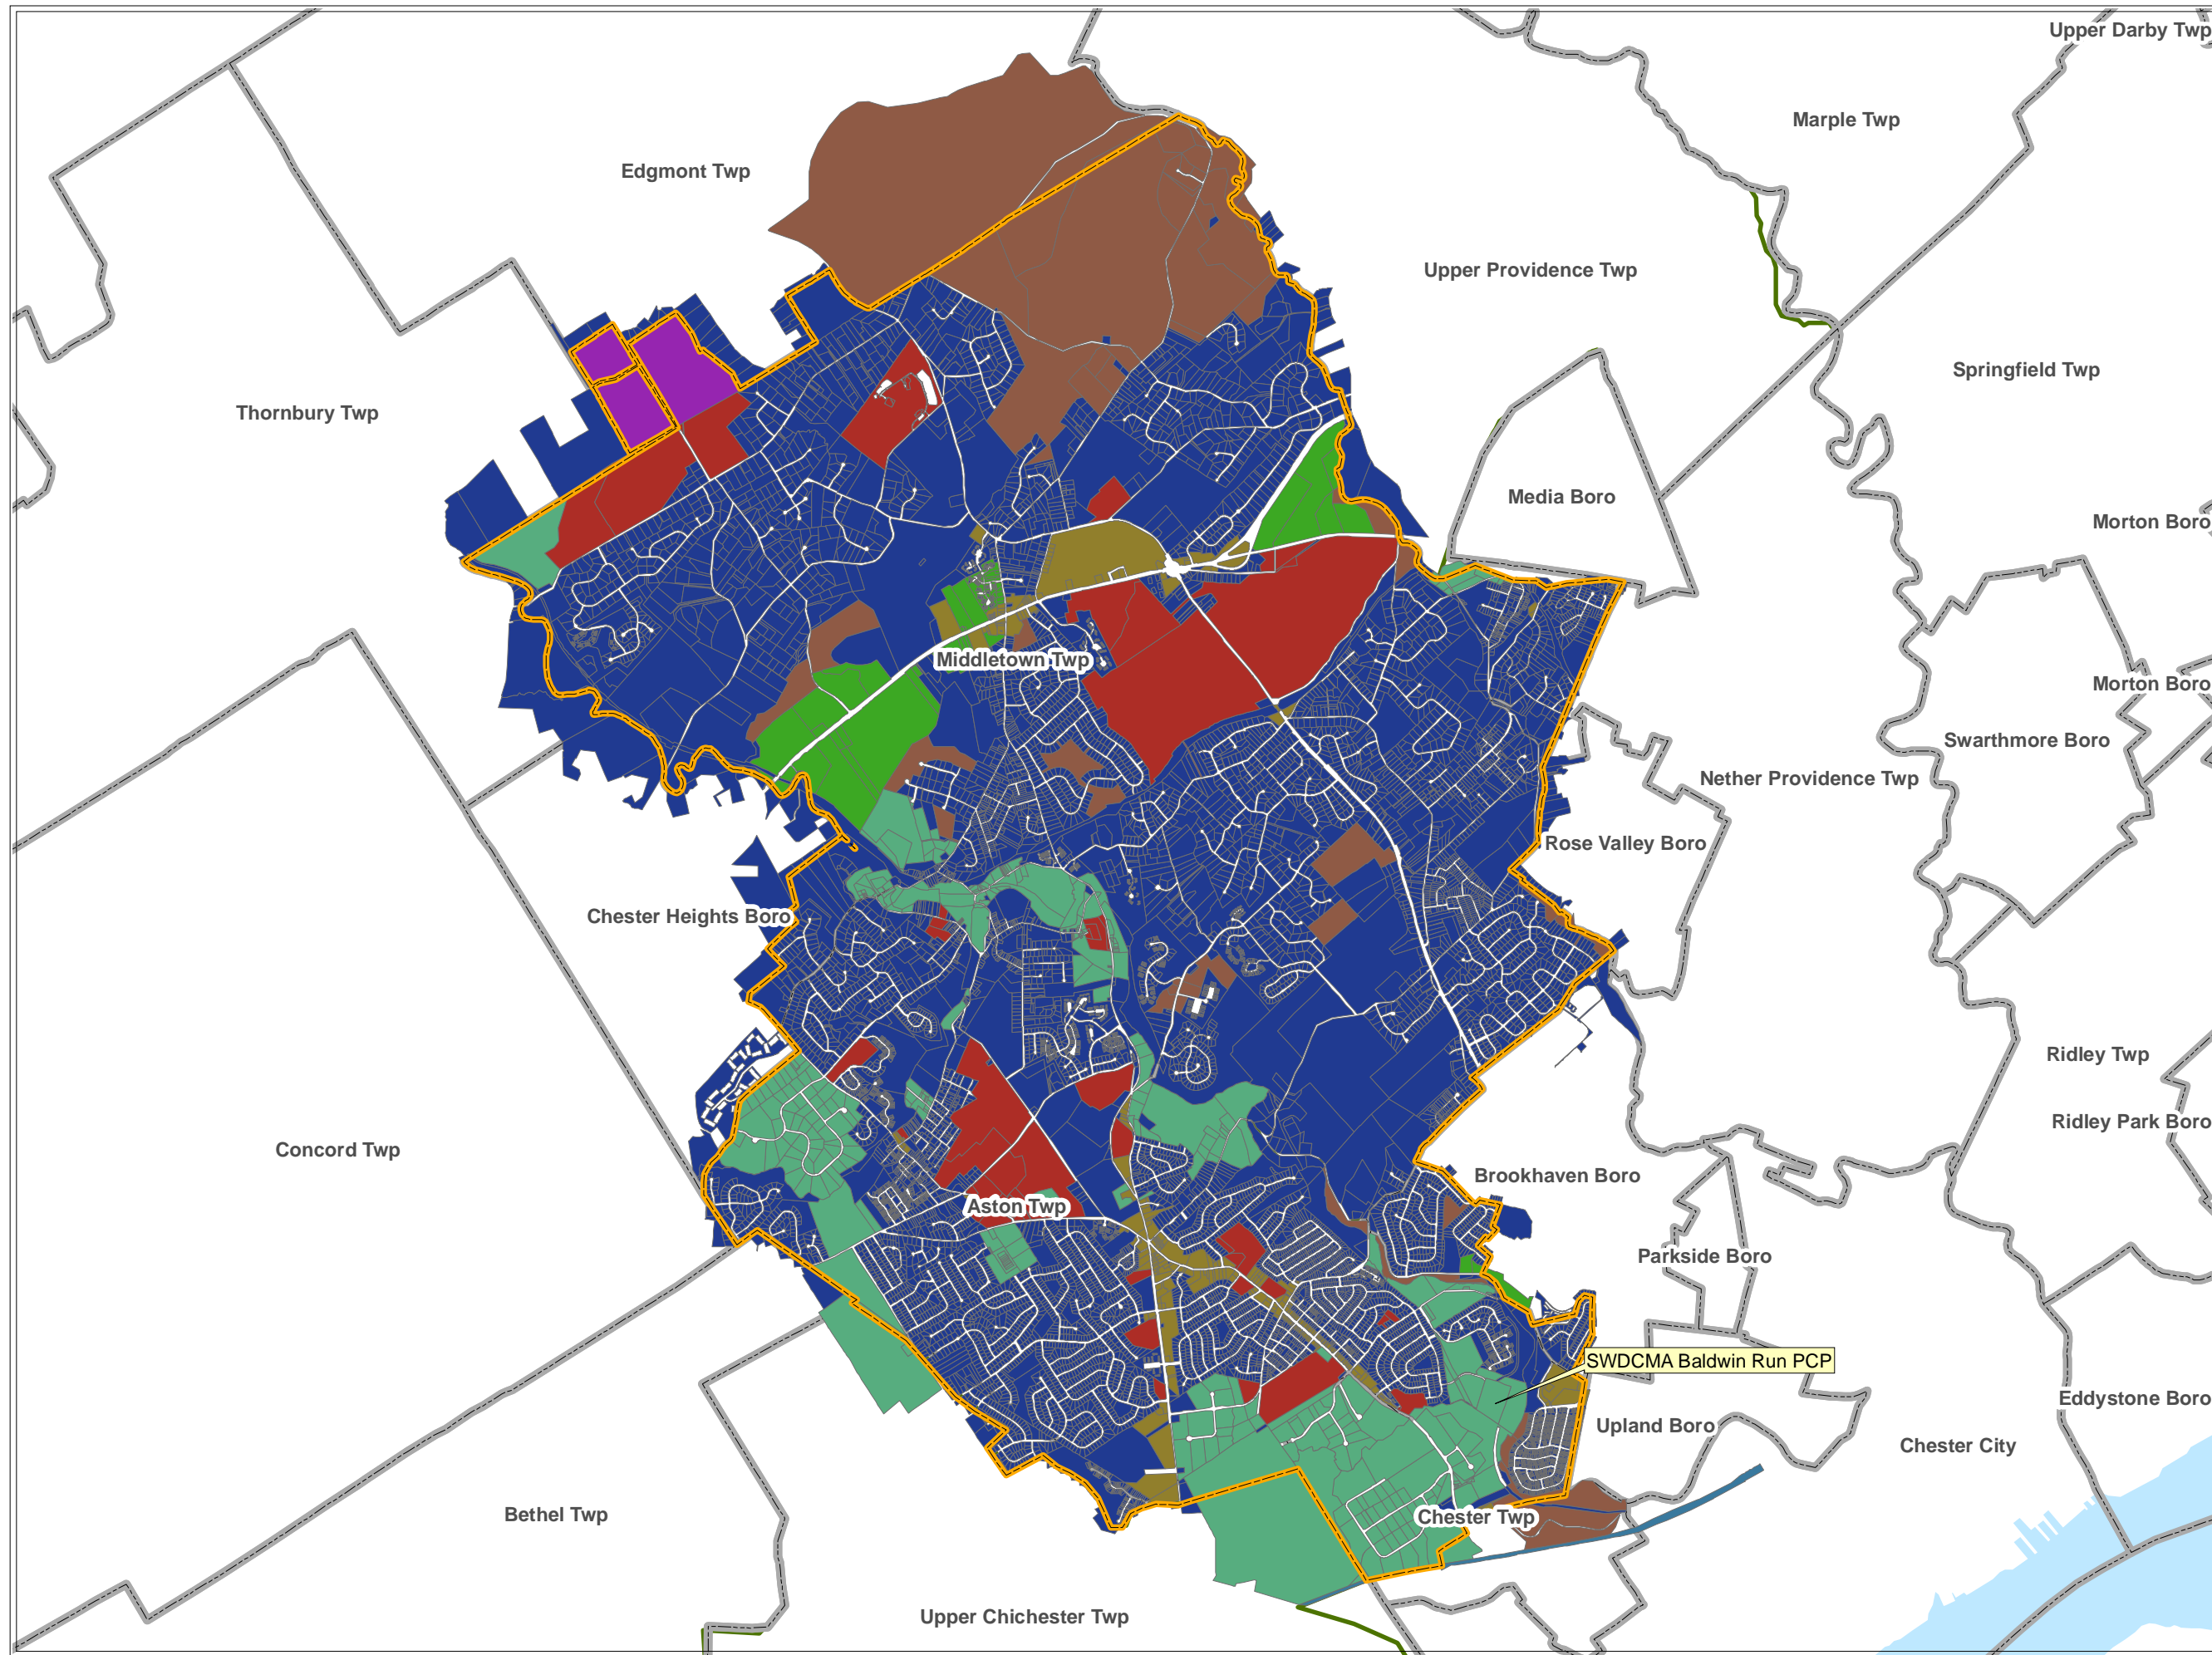 Upper Darby Twp
Marple Twp
Edgmont Twp
Upper Providence Twp
Springfield Twp
Thornbury Twp
Media Boro
Morton Boro
Middletown Twp
Morton Boro
Swarthmore Boro
Nether Providence Twp
Rose Valley Boro
Chester Heights Boro
Ridley Twp
Ridley Park Boro
Concord Twp
Brookhaven Boro
Aston Twp
Parkside Boro
SWDCMA Baldwin Run PCP
Eddystone Boro
Upland Boro
Chester City
Bethel Twp
Chester Twp
Upper Chichester Twp